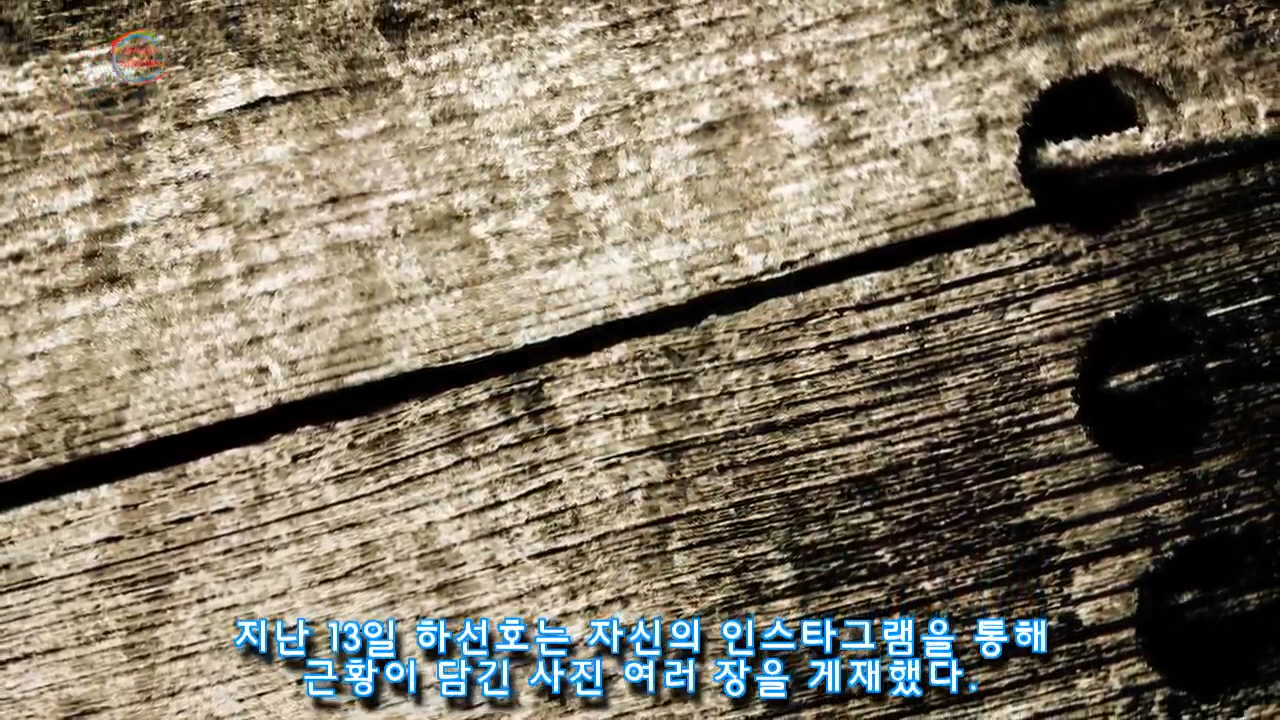 지난 13일 하선호는 자신의 인스타그램을 통해
근황이 담긴 사진 여러 장을 게재했다.